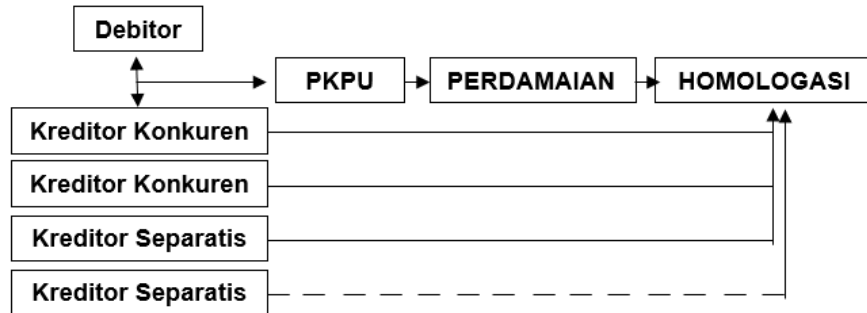 Debitor
PKPU
PERDAMAIAN
HOMOLOGASI
Kreditor Konkuren
Kreditor Konkuren
Kreditor Separatis
Kreditor Separatis